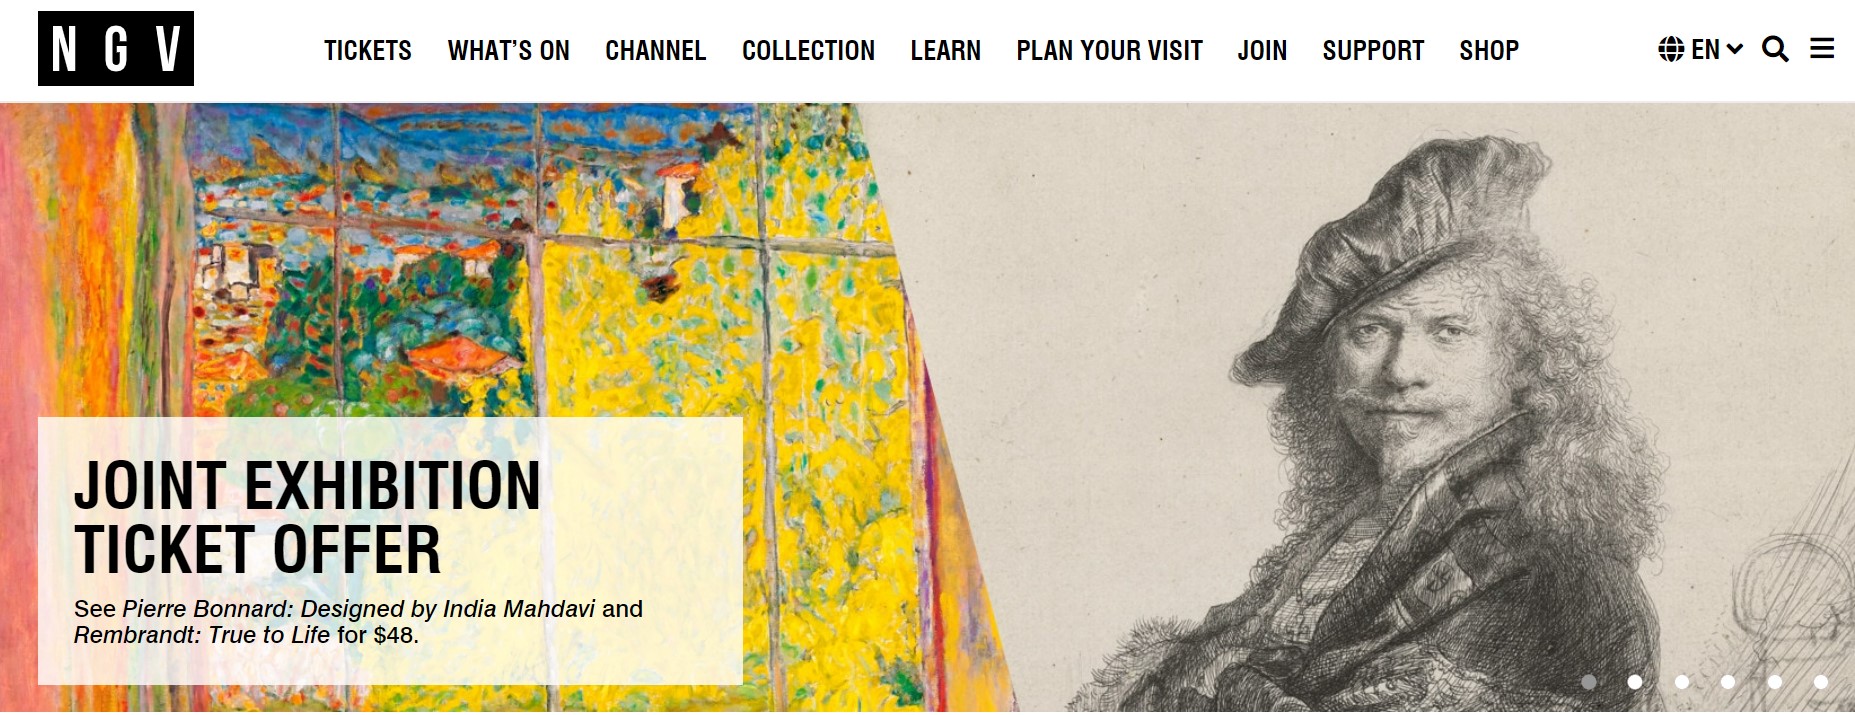 NGV
TICKETS WHAT’S ON CHANNEL COLLECTION LEARN PLAN YOUR VISIT JOIN SUPPORT SHOP
EN
JOINT EXHIBITION
TICKET OFFER
See Pierre Bonnard: Designed by India Mahdavi and
Rembrandt: True to Life for $48.